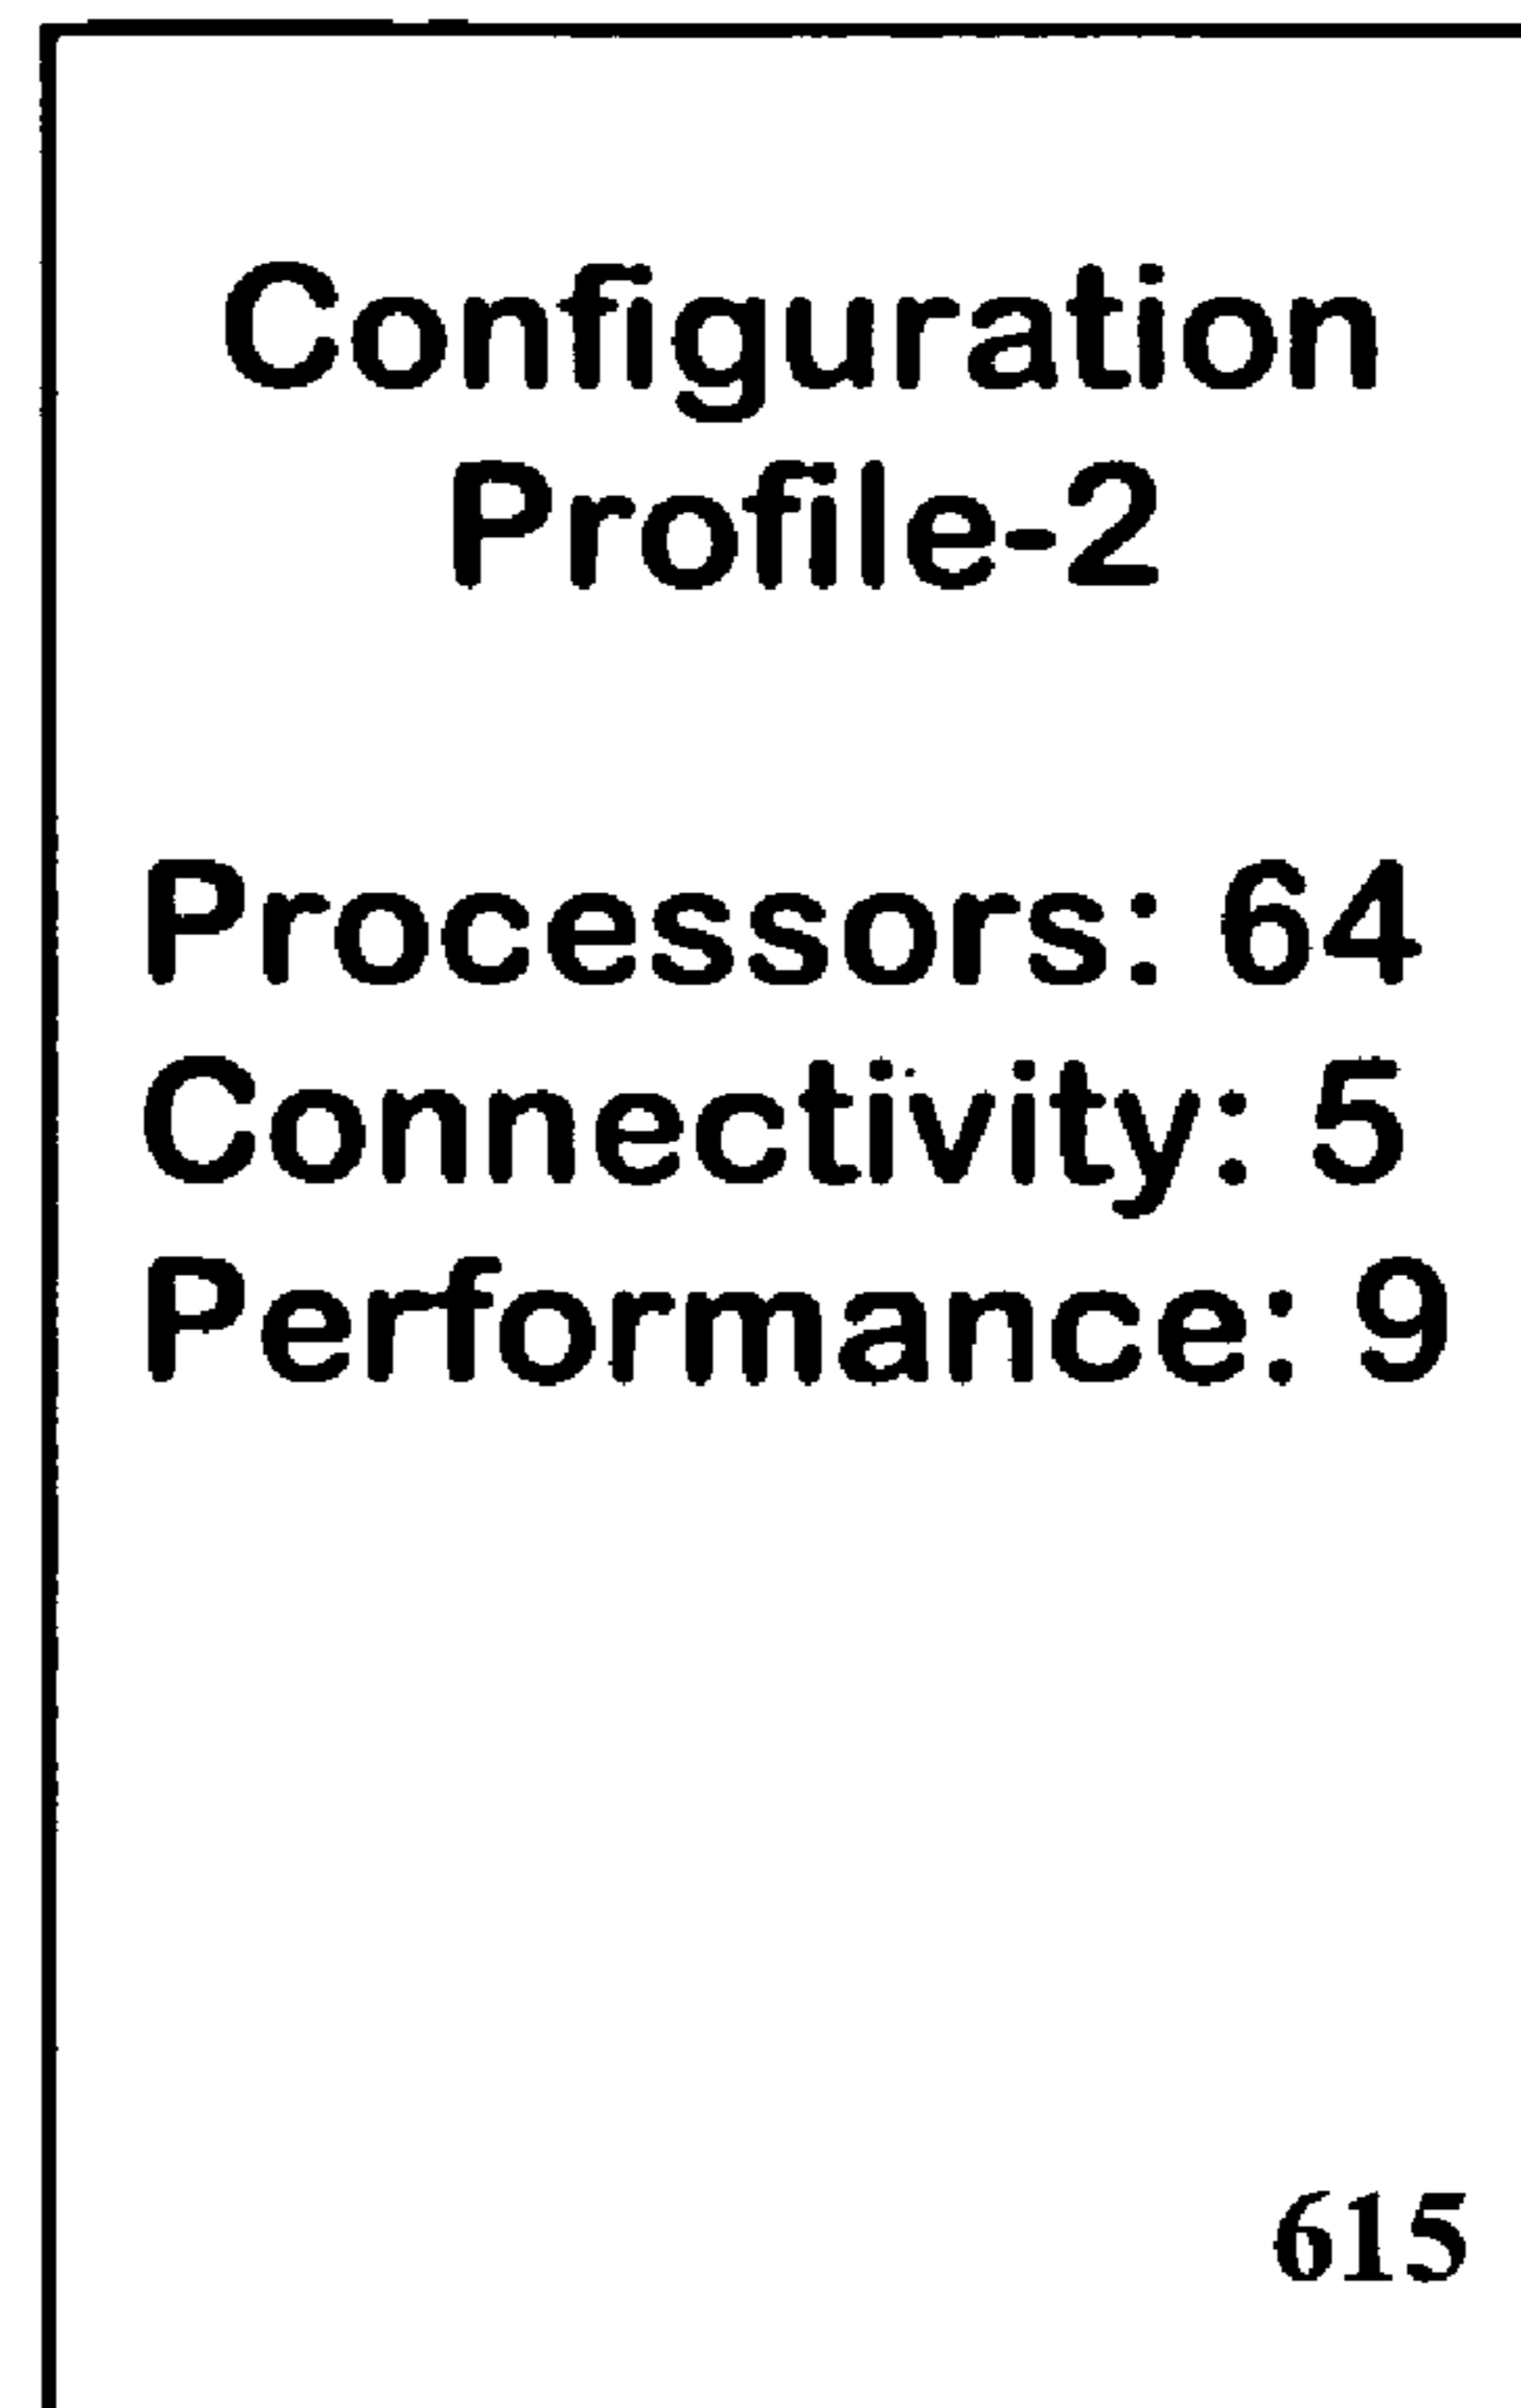 Configuration
Profile-2
Processors: 64
Connectivity: 5
Performance: 9
615